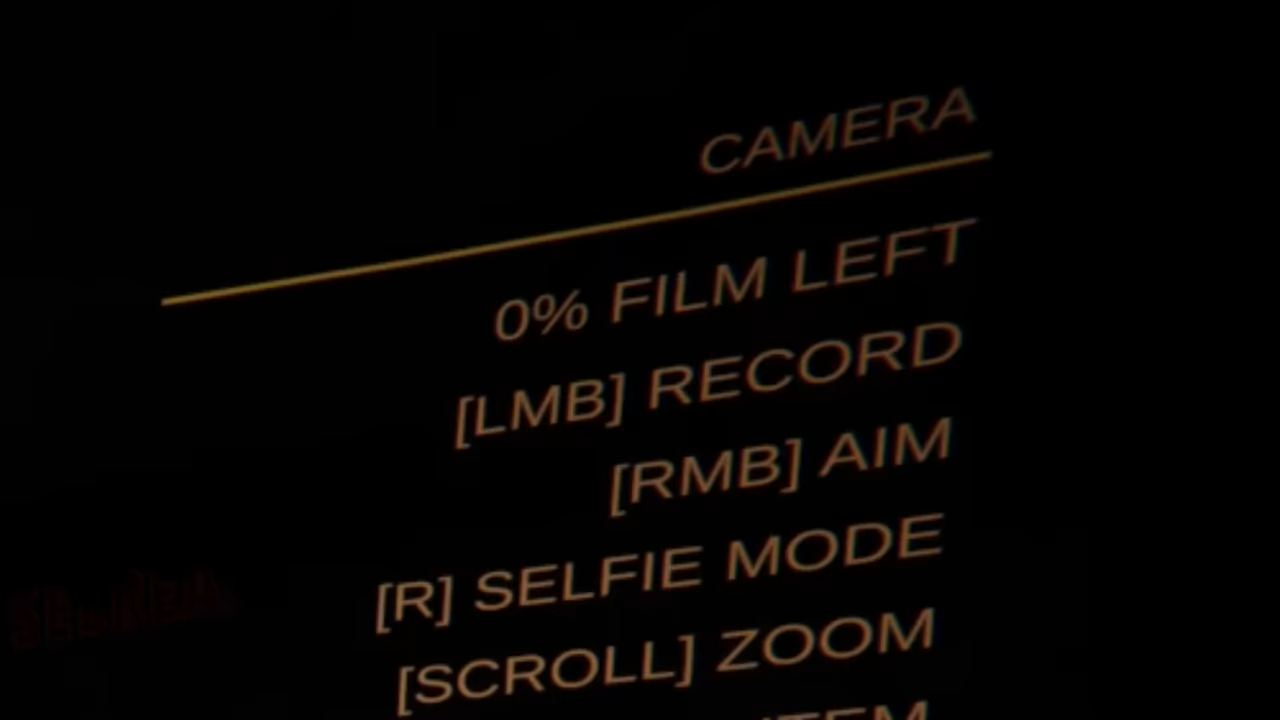 CAMERA
0% FILM LEFT
[LMB] RECORD
[RMB] AIM
[R] SELFIE MODE
[SCROLL] ZOOM